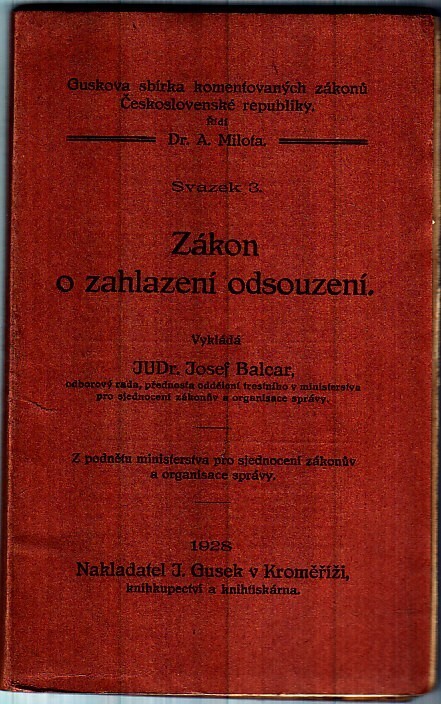 Guskova sbírka komentovaných zákonů
Československé republiky,
řídí
Dr. A. Milota.
Svazek 3.
Zákon
o zahlazení odsouzení.
Vykládá
JUDr. Josef Balcar,
odborový rada, přednosta oddělení trestního v ministerstva
pro sjednocení zákonův a organisace správy.
Z podnětu ministerstva pro sjednocení zákonův
a organisace správy.
1928
Nakladatel J. Gusek v Kroměříži,
knihkupectví a knihtiskárna.